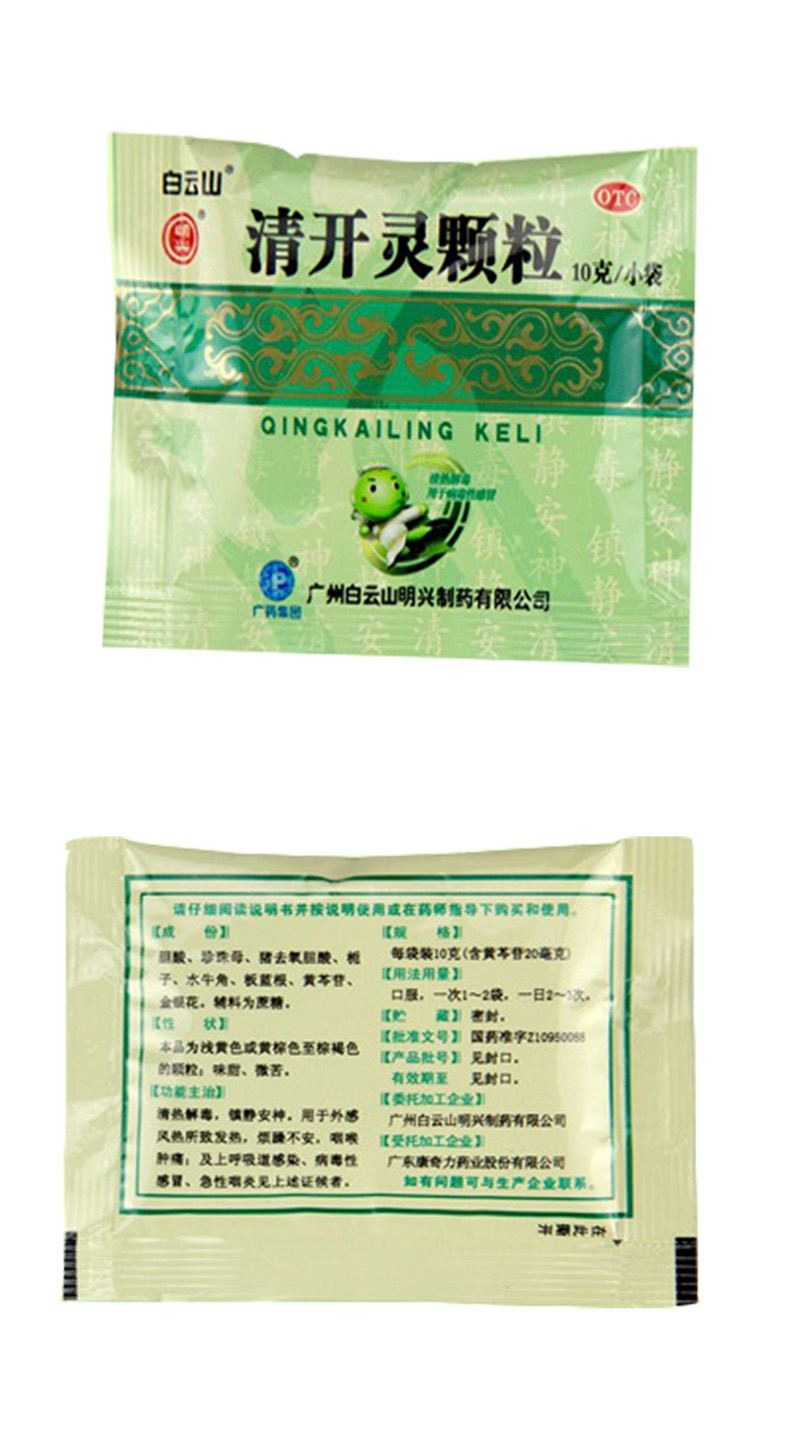 白云山®
明兴®
OTC
清开灵颗粒
10克/小袋
QINGKAILING KELI
清热解毒
用于病毒性感冒
广药集团
广州白云山明兴制药有限公司
请仔细阅读说明书并按说明使用或在药师指导下购买和使用。
【成 份】
胆酸、珍珠母、猪去氧胆酸、栀
子、水牛角、板蓝根、黄芩苷、
金银花。辅料为蔗糖。
【性 状】
本品为浅黄色或黄棕色至棕褐色
的颗粒；味甜、微苦。
【功能主治】
清热解毒，镇静安神。用于外感
风热所致发热，烦躁不安，咽喉
肿痛；及上呼吸道感染、病毒性
感冒、急性咽炎见上述证候者。
【规 格】
每袋装10克(含黄芩苷20毫克)
【用法用量】
口服，一次1～2袋，一日2～3次。
【贮 藏】 密封。
【批准文号】 国药准字Z10950088
【产品批号】 见封口。
有效期至 见封口。
【委托加工企业】
广州白云山明兴制药有限公司
【受托加工企业】
广东康奇力药业股份有限公司
如有问题可与生产企业联系。
在此撕开